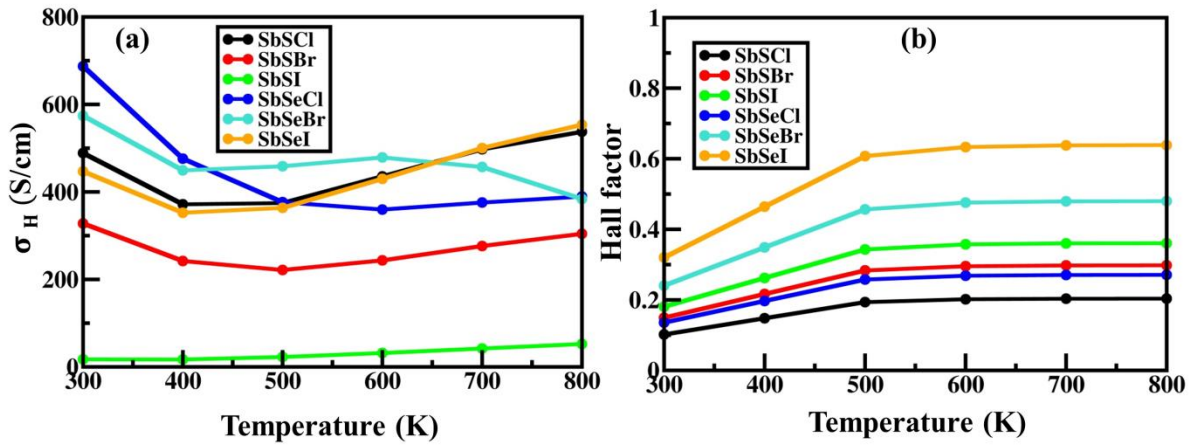 (a)
SbSCl
SbSBr
SbSI
SbSeCl
SbSeBr
SbSeI
σ H (S/cm)
800
600
400
200
0
300 400 500 600 700 800
Temperature (K)
(b)
SbSCl
SbSBr
SbSI
SbSeCl
SbSeBr
SbSeI
Hall factor
1
0.8
0.6
0.4
0.2
0
300 400 500 600 700 800
Temperature (K)